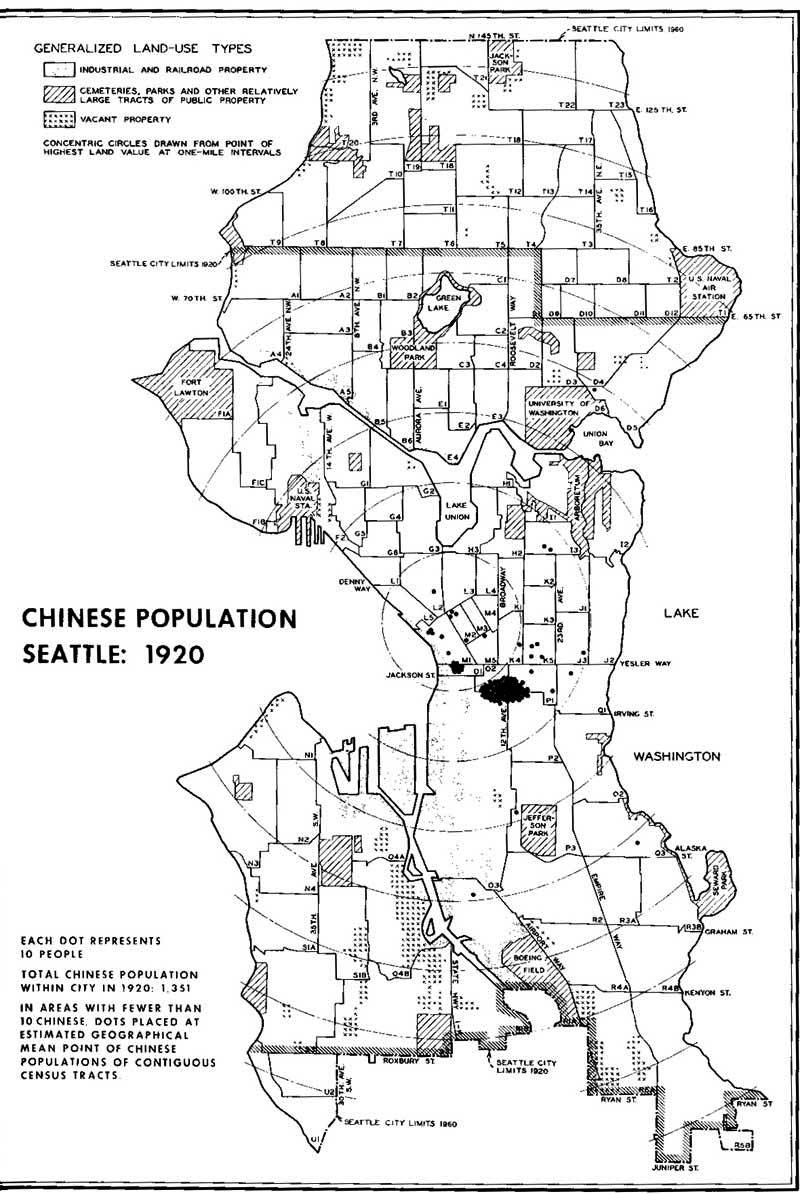 SEATTLE CITY LIMITS 1960
N 145TH ST.
GENERALIZED LAND-USE TYPES
INDUSTRIAL AND RAILROAD PROPERTY
CEMETERIES, PARKS AND OTHER RELATIVELY
LARGE TRACTS OF PUBLIC PROPERTY
VACANT PROPERTY
CONCENTRIC CIRCLES DRAWN FROM POINT OF
HIGHEST LAND VALUE AT ONE-MILE INTERVALS
JACK-
SON
PARK
3RD AVE. N.W.
T21
T22
T23
E. 125TH ST.
T20
T19
T18
T18
T17
T10
35TH AVE. N.E.
T15
W. 100TH ST.
T12
T13
T14
T11
T16
T9
T8
T7
T6
T5
T4
T3
E. 85TH ST.
SEATTLE CITY LIMITS 1920
C1
D7
D8
T2
U.S. NAVAL
AIR
STATION
W. 70TH ST.
A1
A2
B1
B2
GREEN
LAKE
24TH AVE. N.W.
8TH AVE. N.W.
ROOSEVELT WAY
D9
D10
D11
D12
T1
E. 65TH ST.
A3
B3
C2
B4
WOODLAND
PARK
A4
C3
C4
D2
FORT
LAWTON
D3
D4
A5
AURORA AVE.
E1
UNIVERSITY OF
WASHINGTON
D6
F1A
B5
E2
E3
D5
14TH AVE. W.
B6
UNION
BAY
E4
F1C
G1
G2
H1
U.S.
NAVAL
STA.
LAKE
UNION
ARBORETUM
F1B
G4
I1
G5
F2
G6
G3
H3
H2
I3
I2
DENNY
WAY
L1
L3
L4
BROADWAY
K2
23RD AVE.
L2
M4
K1
J1
L5
M3
K3
M2
CHINESE POPULATION
SEATTLE: 1920
LAKE
M1
M5
K4
K5
J3
J2
YESLER WAY
JACKSON ST.
O1
O2
P1
12TH AVE.
Q1
IRVING ST.
N1
P2
WASHINGTON
Q2
JEFFER-
SON
PARK
N2
S.W.
N3
O4A
P3
Q3
ALASKA
ST.
N4
AVE
O3
SEWARD
PARK
EMPIRE WAY
35TH
R2
R3A
R3B
GRAHAM ST.
AIRPORT WAY
EACH DOT REPRESENTS
10 PEOPLE
S1A
BOEING
FIELD
TOTAL CHINESE POPULATION
WITHIN CITY IN 1920: 1,351
S1B
O4B
STATE HWY
R4A
R4B
KENYON ST.
IN AREAS WITH FEWER THAN
10 CHINESE, DOTS PLACED AT
ESTIMATED GEOGRAPHICAL
MEAN POINT OF CHINESE
POPULATIONS OF CONTIGUOUS
CENSUS TRACTS.
ROXBURY ST.
SEATTLE CITY
LIMITS 1920
U2
30TH AVE. S.W.
RYAN ST.
RYAN ST
SEATTLE CITY LIMITS 1960
U1
R5B
JUNIPER ST.